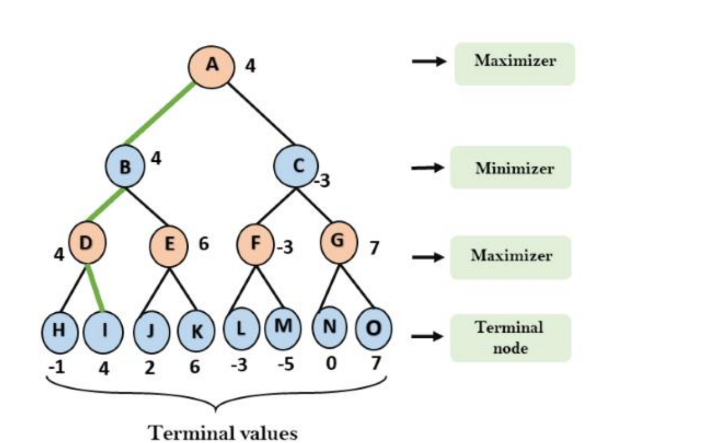 A 4 Maximizer
B 4 C -3 Minimizer
4 D E 6 F -3 G 7 Maximizer
H I J K L M N O Terminal
node
-1 4 2 6 -3 -5 0 7
Terminal values